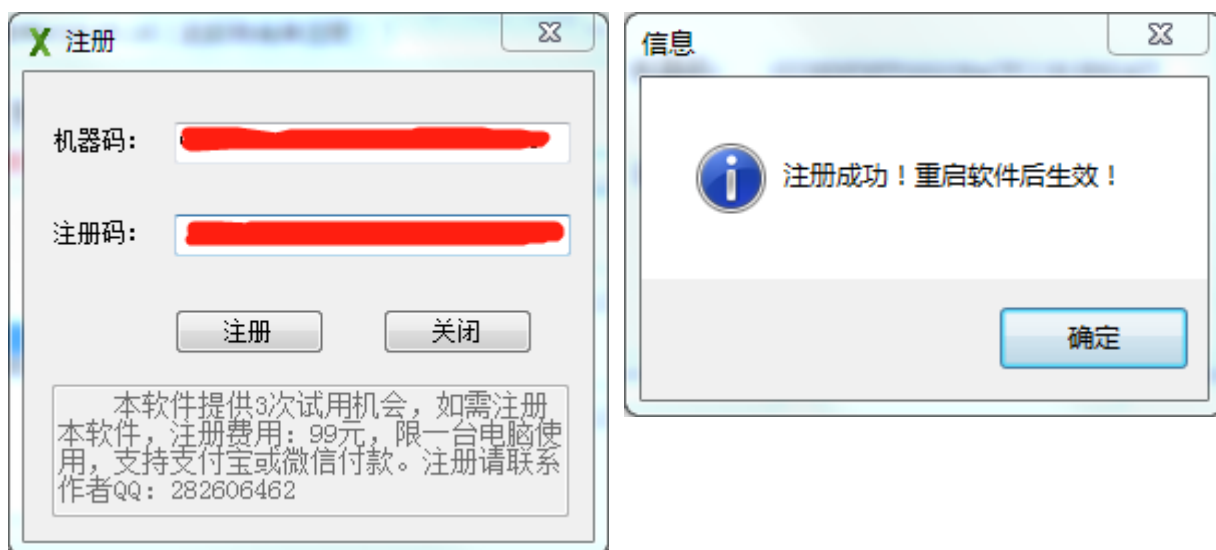 注册
机器码：
注册码：
注册
关闭
本软件提供3次试用机会，如需注册
本软件，注册费用：99元，限一台电脑使
用，支持支付宝或微信付款。注册请联系
作者QQ：282606462
信息
注册成功！重启软件后生效！
确定